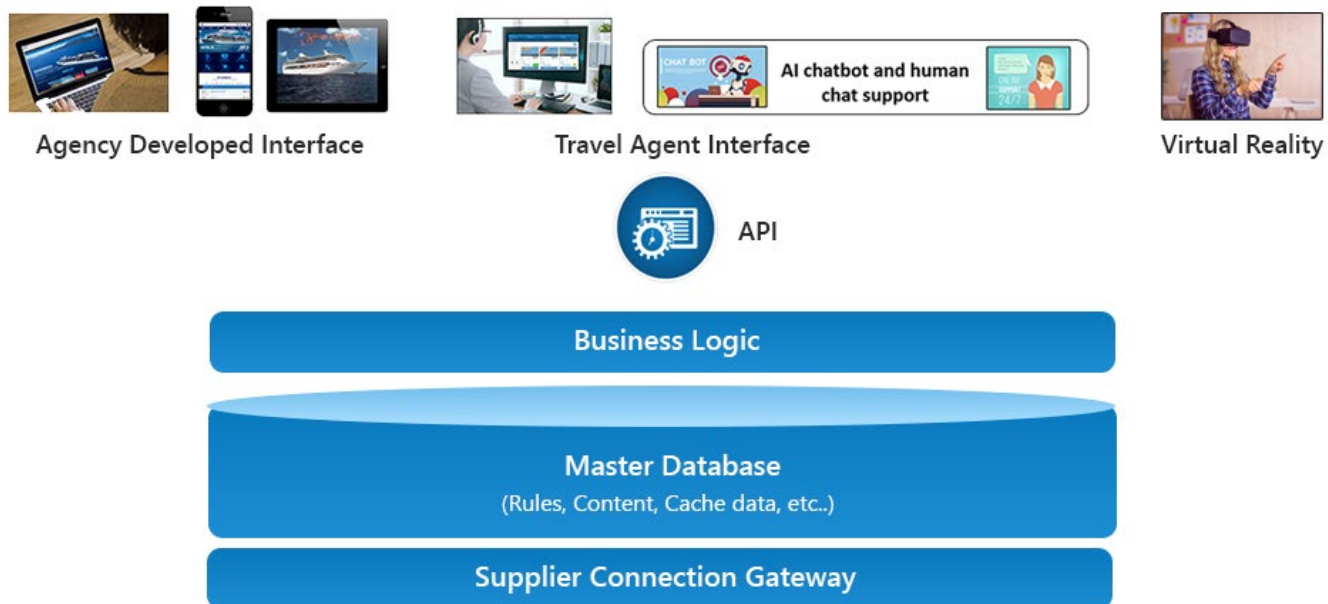 CHAT BOT
AI chatbot and human
chat support
ONLINE
SUPPORT
24/7
Agency Developed Interface
Travel Agent Interface
Virtual Reality
API
Business Logic
Master Database
(Rules, Content, Cache data, etc..)
Supplier Connection Gateway